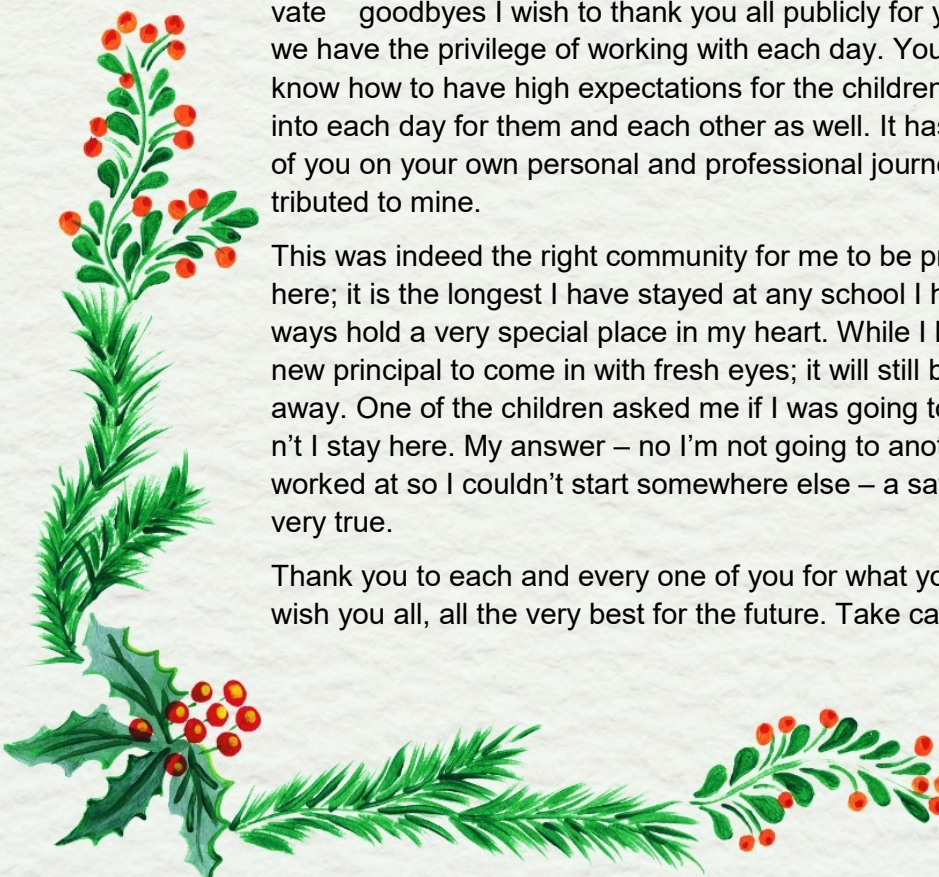 vate goodbyes I wish to thank you all publicly for
we have the privilege of working with each day. You
know how to have high expectations for the children
into each day for them and each other as well. It has
of you on your own personal and professional
tributed to mine.
This was indeed the right community for me to be
here; it is the longest I have stayed at any school I
ways hold a very special place in my heart. While I
new principal to come in with fresh eyes; it will still
away. One of the children asked me if I was going to
n’t I stay here. My answer – no I’m not going to
worked at so I couldn’t start somewhere else – a
very true.
Thank you to each and every one of you for what
wish you all, all the very best for the future. Take